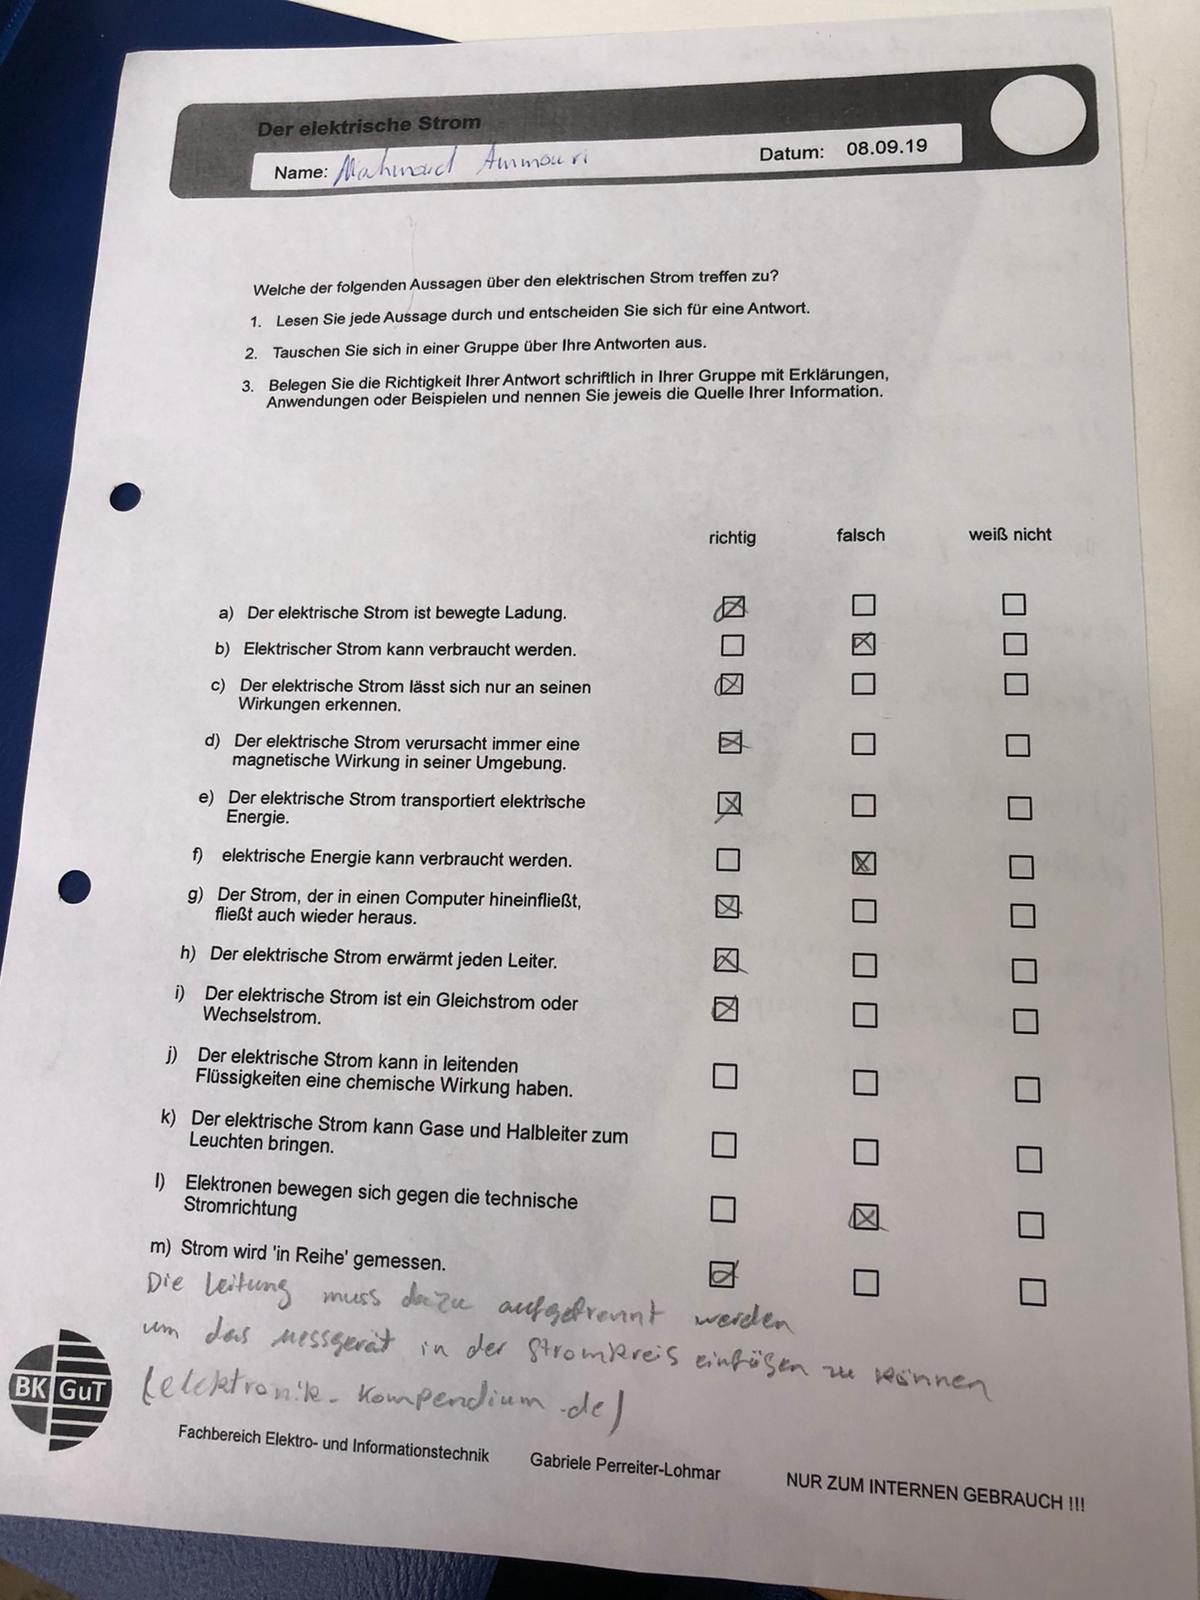 Der elektrische Strom
Name: Mahmoud Ammouri Datum: 08.09.19
Welche der folgenden Aussagen über den elektrischen Strom treffen zu?
1. Lesen Sie jede Aussage durch und entscheiden Sie sich für eine Antwort.
2. Tauschen Sie sich in einer Gruppe über Ihre Antworten aus.
3. Belegen Sie die Richtigkeit Ihrer Antwort schriftlich in Ihrer Gruppe mit Erklärungen,
Anwendungen oder Beispielen und nennen Sie jeweis die Quelle Ihrer Information.
richtig falsch weiß nicht
a) Der elektrische Strom ist bewegte Ladung.
b) Elektrischer Strom kann verbraucht werden.
c) Der elektrische Strom lässt sich nur an seinen
Wirkungen erkennen.
d) Der elektrische Strom verursacht immer eine
magnetische Wirkung in seiner Umgebung.
e) Der elektrische Strom transportiert elektrische
Energie.
f) elektrische Energie kann verbraucht werden.
g) Der Strom, der in einen Computer hineinfließt,
fließt auch wieder heraus.
h) Der elektrische Strom erwärmt jeden Leiter.
i) Der elektrische Strom ist ein Gleichstrom oder
Wechselstrom.
j) Der elektrische Strom kann in leitenden
Flüssigkeiten eine chemische Wirkung haben.
k) Der elektrische Strom kann Gase und Halbleiter zum
Leuchten bringen.
l) Elektronen bewegen sich gegen die technische
Stromrichtung
m) Strom wird 'in Reihe' gemessen.
Die Leitung muss dazu aufgetrennt werden
um das Messgerät in der Stromkreis einfügen zu können
(elektronik-kompendium.de)
BK GuT
Fachbereich Elektro- und Informationstechnik Gabriele Perreiter-Lohmar NUR ZUM INTERNEN GEBRAUCH !!!